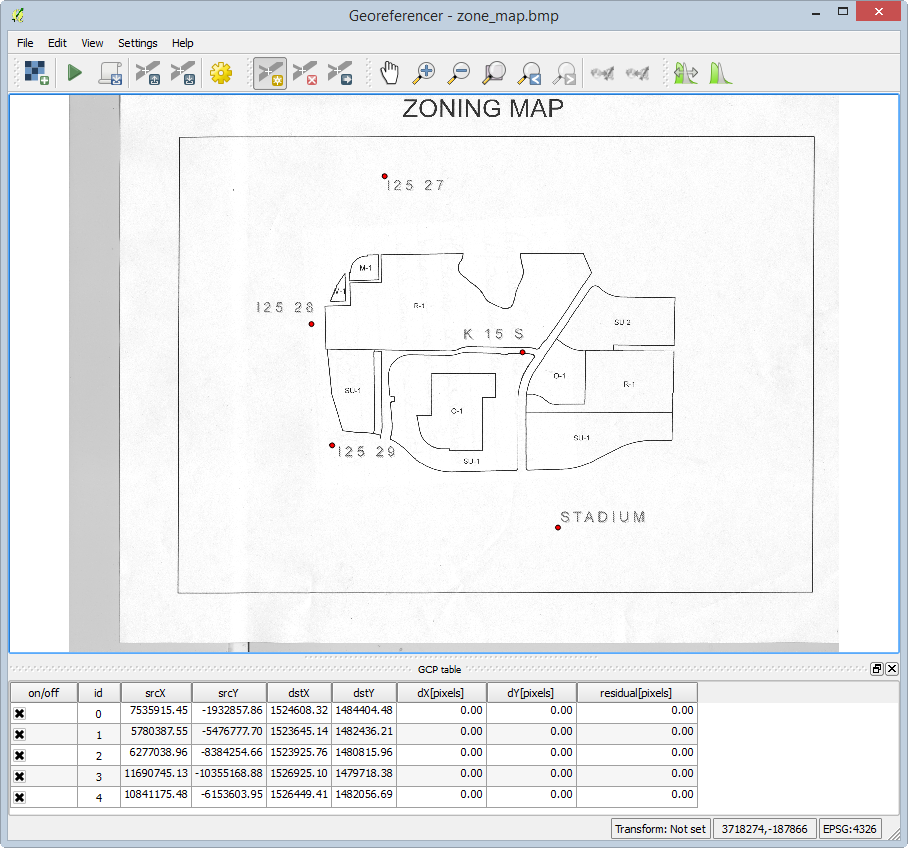 Georeferencer - zone_map.bmp
File Edit View Settings Help
ZONING MAP
I25 27
M-1
I25 28
R-1
SU-2
K 15 S
O-1
R-1
SU-1
C-1
SU-1
I25 29
SU-1
STADIUM
GCP table
on/off id srcX srcY dstX dstY dX[pixels] dY[pixels] residual[pixels]
0 7535915.45 -1932857.86 1524608.32 1484404.48 0.00 0.00 0.00
1 5780387.55 -5476777.70 1523645.14 1482436.21 0.00 0.00 0.00
2 6277038.96 -8384254.66 1523925.76 1480815.96 0.00 0.00 0.00
3 11690745.13 -10355168.88 1526925.10 1479718.38 0.00 0.00 0.00
4 10841175.48 -6153603.95 1526449.41 1482056.69 0.00 0.00 0.00
Transform: Not set 3718274,-187866 EPSG:4326